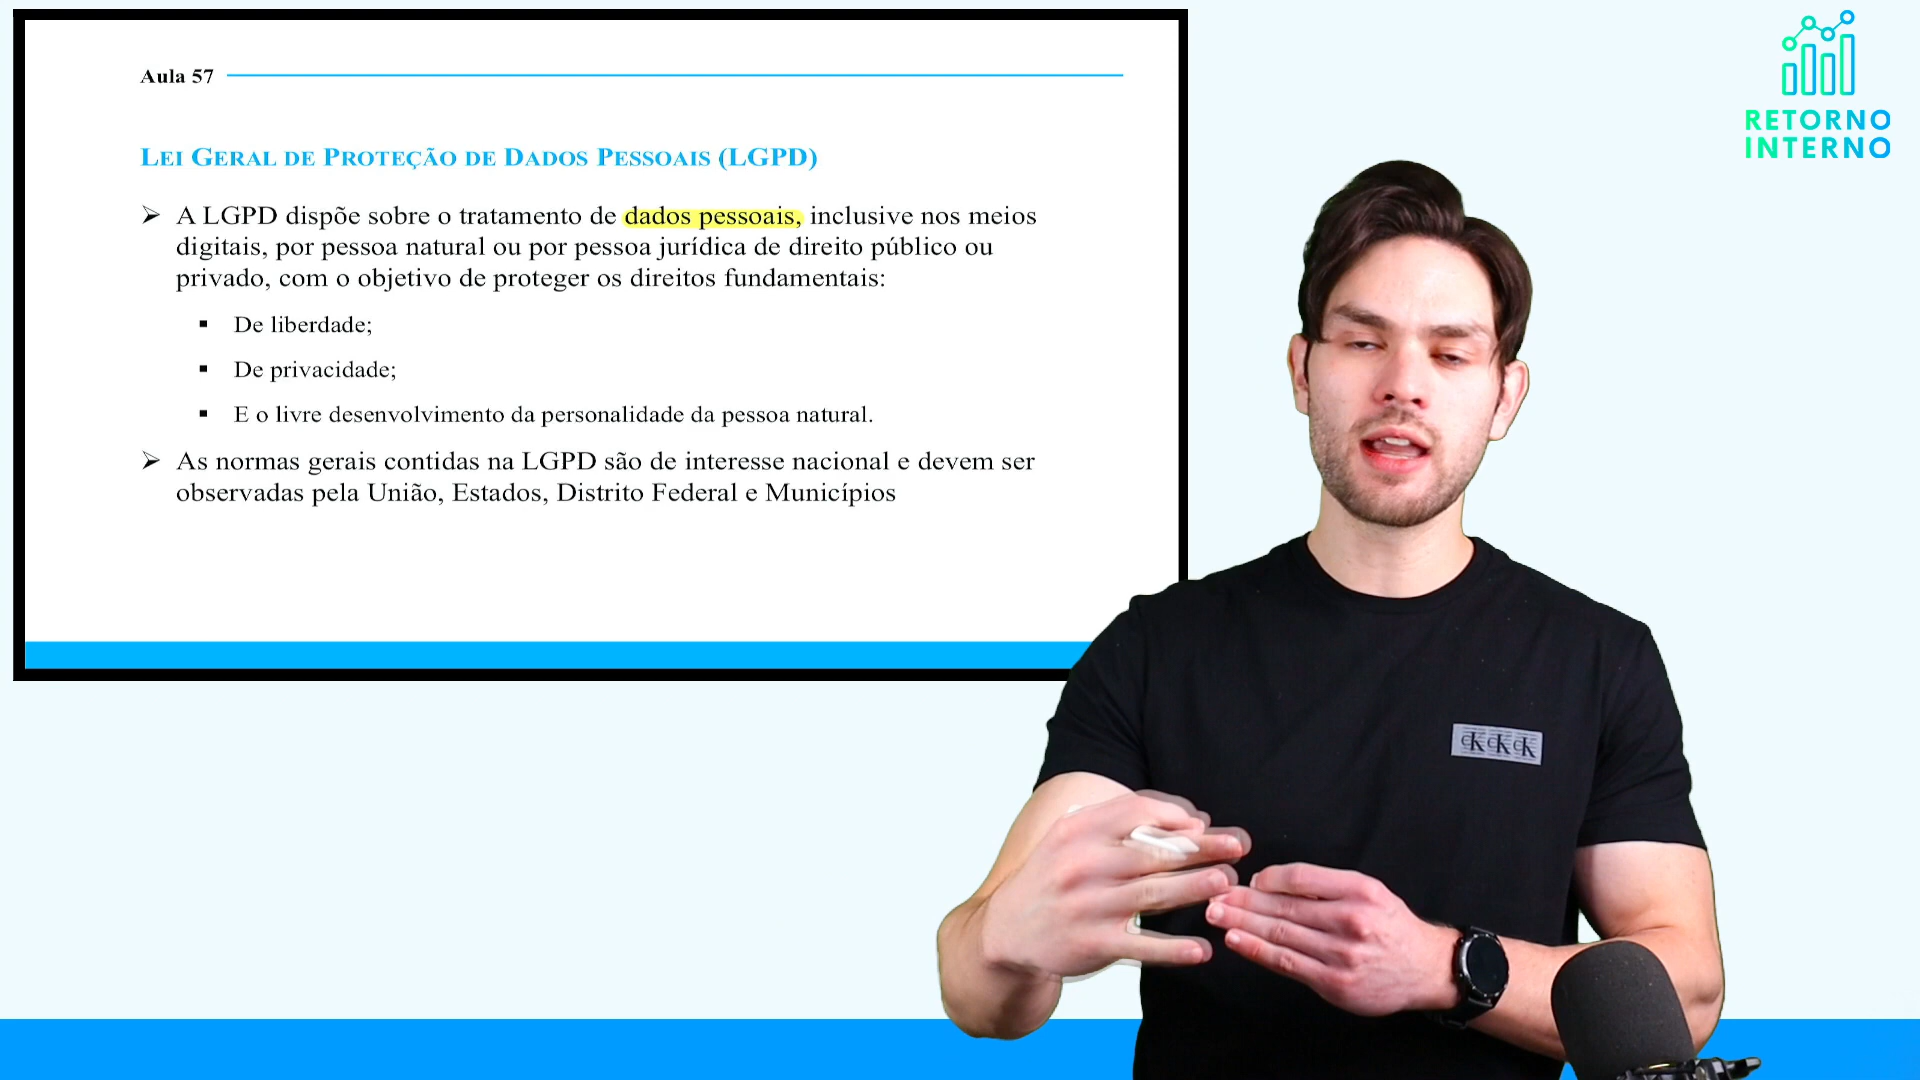 Aula 57
LEI GERAL DE PROTEÇÃO DE DADOS PESSOAIS (LGPD)
➢ A LGPD dispõe sobre o tratamento de dados pessoais, inclusive nos meios
digitais, por pessoa natural ou por pessoa jurídica de direito público ou
privado, com o objetivo de proteger os direitos fundamentais:
▪ De liberdade;
▪ De privacidade;
▪ E o livre desenvolvimento da personalidade da pessoa natural.
➢ As normas gerais contidas na LGPD são de interesse nacional e devem ser
observadas pela União, Estados, Distrito Federal e Municípios
RETORNO
INTERNO
CK CK CK